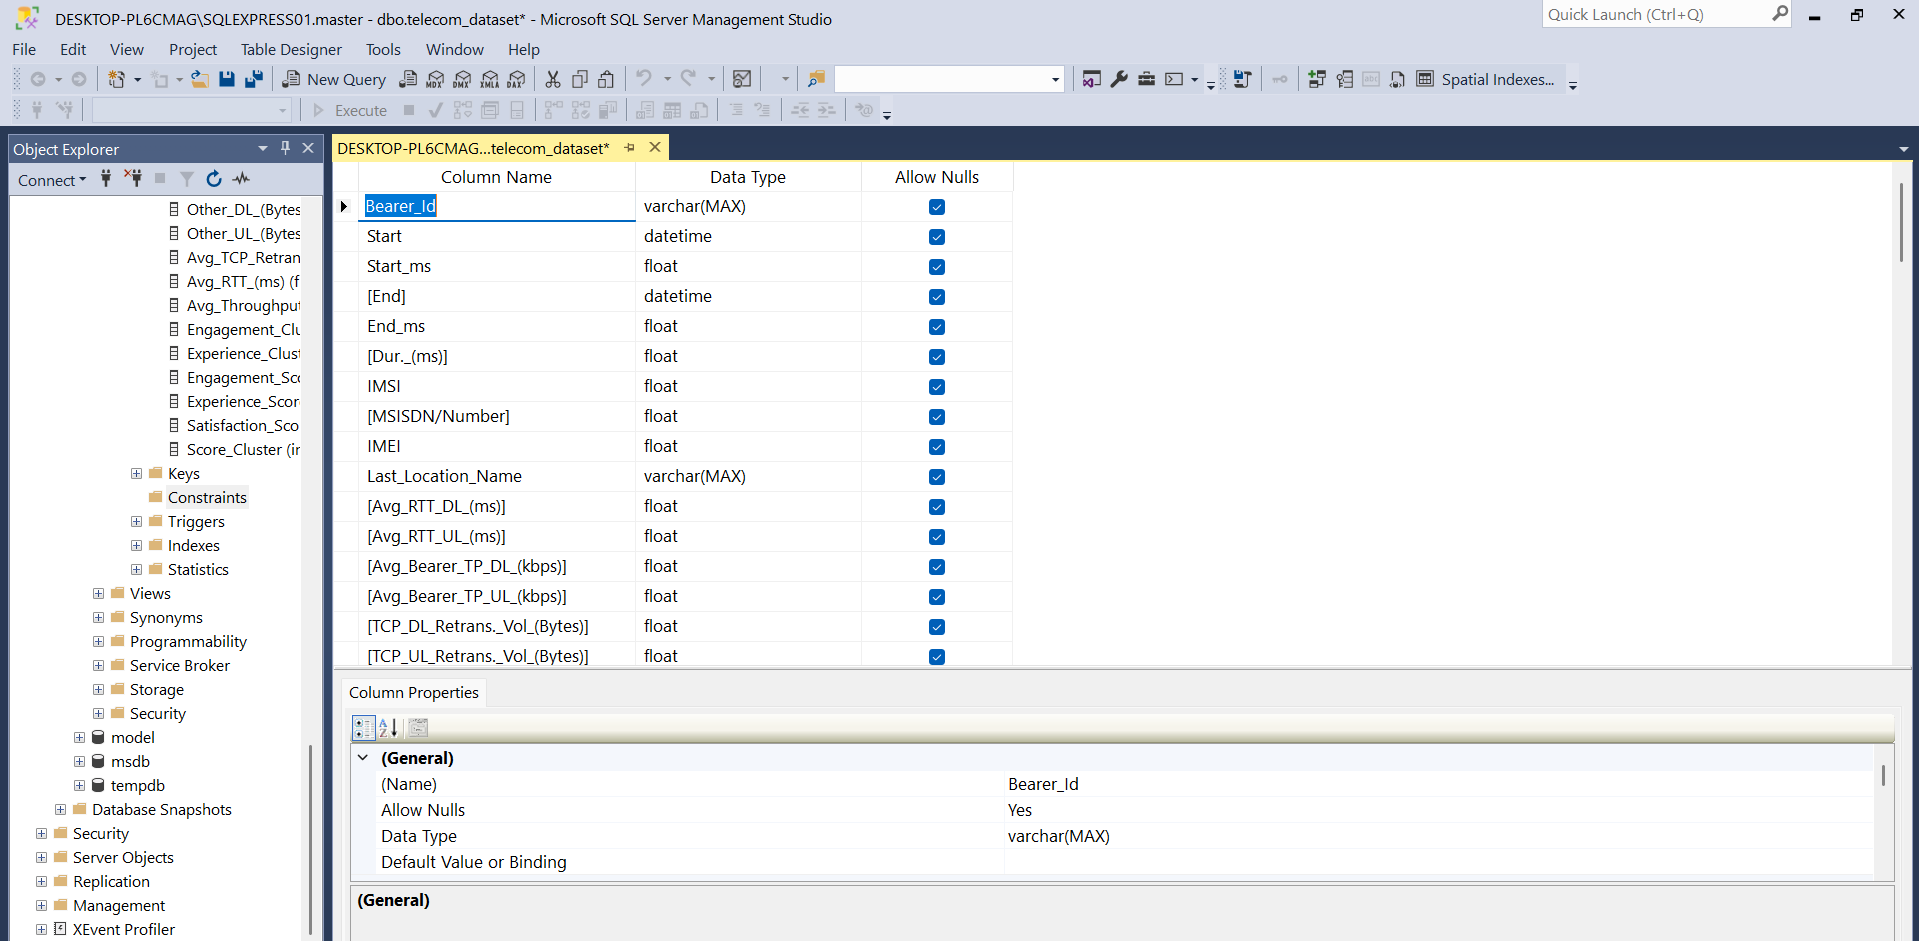 DESKTOP-PL6CMAG\SQLEXPRESS01.master - dbo.telecom_dataset* - Microsoft SQL Server Management Studio
Quick Launch (Ctrl+Q)
File Edit View Project Table Designer Tools Window Help
New Query MDX DMX XMLA DAX Spatial Indexes...
Execute
Object Explorer
DESKTOP-PL6CMAG...telecom_dataset*
Connect
Column Name Data Type Allow Nulls
Other_DL_(Bytes
Other_UL_(Bytes
Avg_TCP_Retran
Avg_RTT_(ms) (f
Avg_Throughput
Engagement_Clu
Experience_Clust
Engagement_Sco
Experience_Score
Satisfaction_Sco
Score_Cluster (in
Keys
Constraints
Triggers
Indexes
Statistics
Views
Synonyms
Programmability
Service Broker
Storage
Security
model
msdb
tempdb
Database Snapshots
Security
Server Objects
Replication
Management
XEvent Profiler
Bearer_Id varchar(MAX)
Start datetime
Start_ms float
[End] datetime
End_ms float
[Dur._(ms)] float
IMSI float
[MSISDN/Number] float
IMEI float
Last_Location_Name varchar(MAX)
[Avg_RTT_DL_(ms)] float
[Avg_RTT_UL_(ms)] float
[Avg_Bearer_TP_DL_(kbps)] float
[Avg_Bearer_TP_UL_(kbps)] float
[TCP_DL_Retrans._Vol_(Bytes)] float
[TCP_UL_Retrans._Vol_(Bytes)] float
Column Properties
(General)
(Name) Bearer_Id
Allow Nulls Yes
Data Type varchar(MAX)
Default Value or Binding
(General)